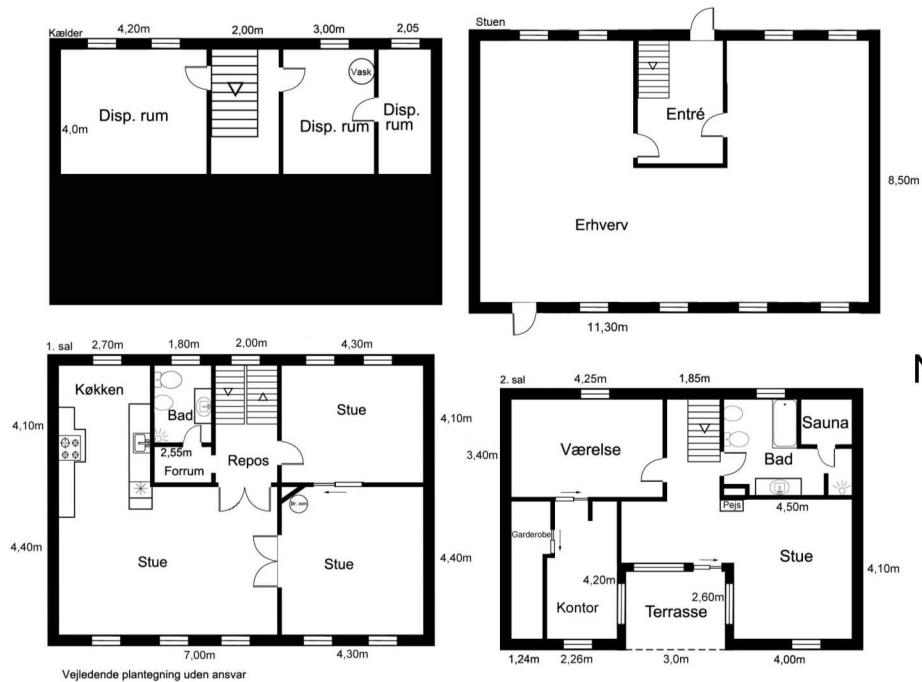 Kælder
4,20m
2,00m
3,00m
2,05
Vask
Disp. rum
4,0m
Disp. rum
Disp.
rum
Stuen
Entré
Erhverv
8,50m
11,30m
1. sal
2,70m
1,80m
2,00m
4,30m
Køkken
Bad
Stue
4,10m
4,10m
2,55m
Forrum
Repos
Br. ovn
4,40m
Stue
Stue
4,40m
7,00m
4,30m
Vejledende plantegning uden ansvar
N
2. sal
4,25m
1,85m
Sauna
Værelse
Bad
3,40m
Pejs
4,50m
Garderobe
Stue
4,20m
2,60m
4,10m
Kontor
Terrasse
1,24m
2,26m
3,0m
4,00m